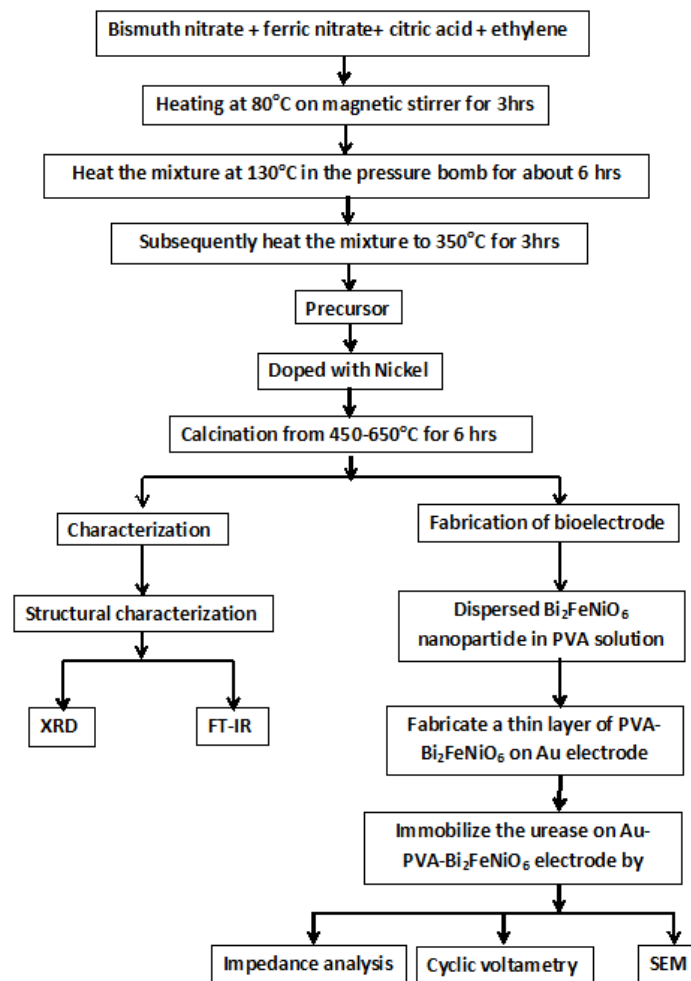 Bismuth nitrate + ferric nitrate+ citric acid + ethylene
Heating at 80°C on magnetic stirrer for 3hrs
Heat the mixture at 130°C in the pressure bomb for about 6 hrs
Subsequently heat the mixture to 350°C for 3hrs
Precursor
Doped with Nickel
Calcination from 450-650°C for 6 hrs
Characterization
Structural characterization
XRD
FT-IR
Fabrication of bioelectrode
Dispersed Bi₂FeNiO₆
nanopartide in PVA solution
Fabricate a thin layer of PVA-
Bi₂FeNiO₆ on Au electrode
Immobilize the urease on Au-
PVA-Bi₂FeNiO₆ electrode by
Impedance analysis
Cyclic voltametry
SEM